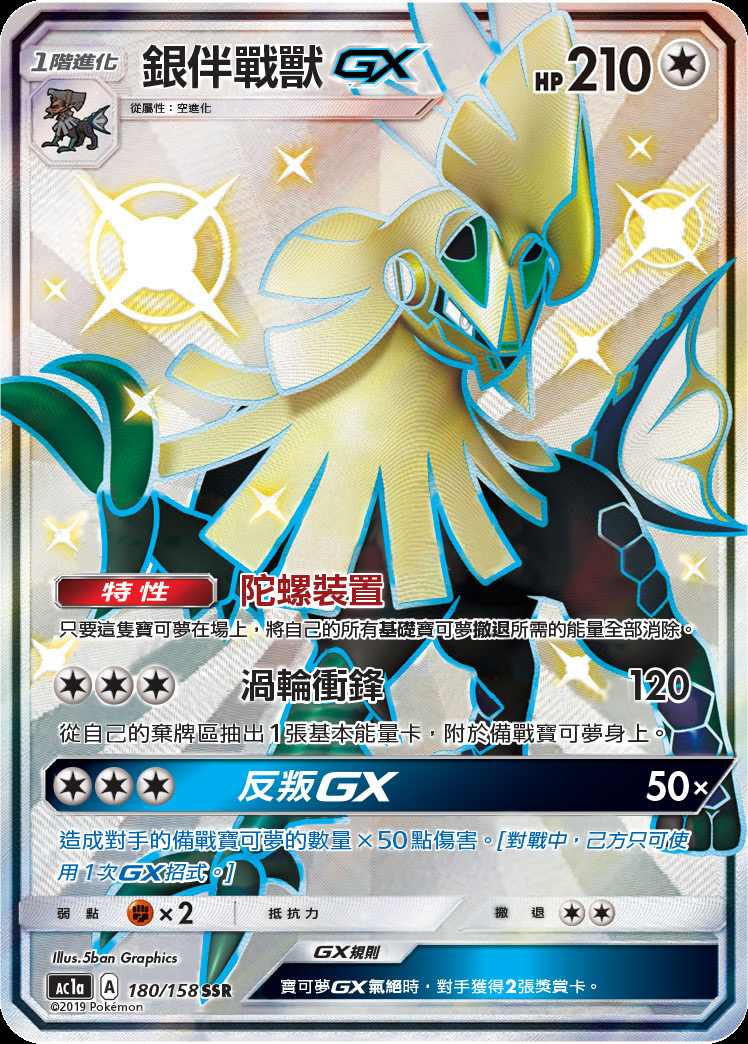 1階進化 銀伴戰獸GX HP210
從屬性：空進化
特性 陀螺裝置
只要這隻寶可夢在場上，將自己的所有基礎寶可夢撤退所需的能量全部消除。
渦輪衝鋒 120
從自己的棄牌區抽出1張基本能量卡，附於備戰寶可夢身上。
反叛GX 50×
造成對手的備戰寶可夢的數量×50點傷害。[對戰中，己方只可使
用1次GX招式。]
弱點 ×2 抵抗力 撤退
Illus.5ban Graphics
GX規則
AC1a A 180/158 SSR
寶可夢GX氣絕時，對手獲得2張獎賞卡。
©2019 Pokémon